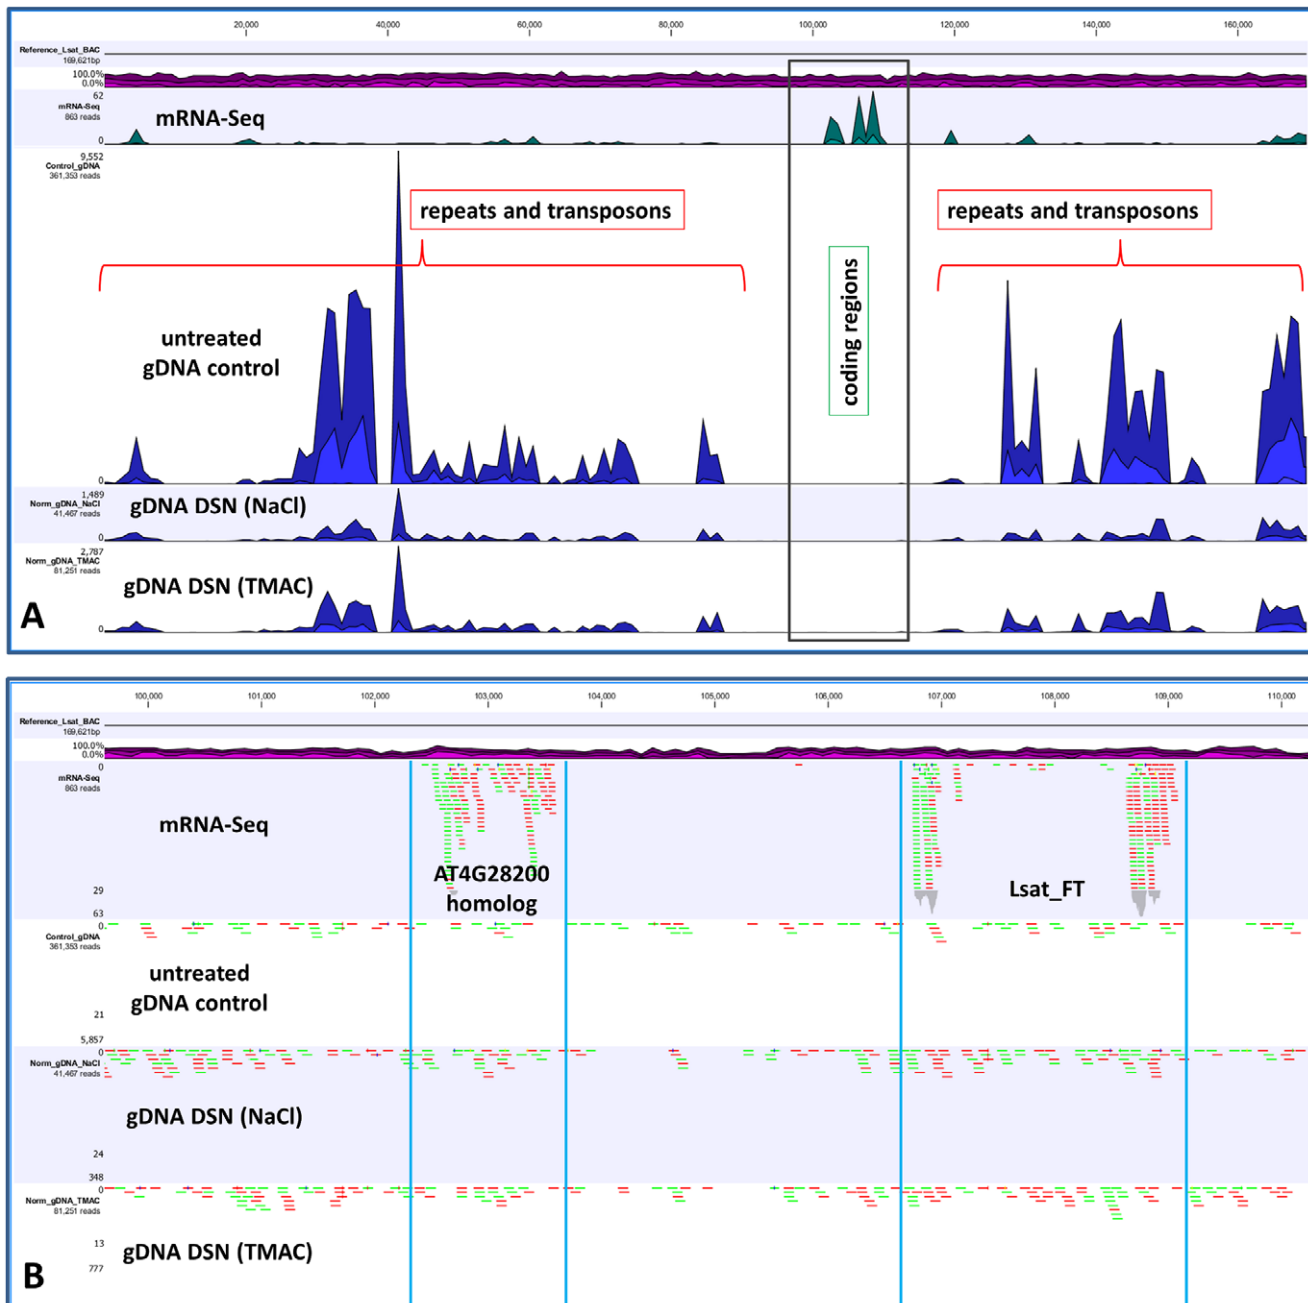 20,000 40,000 60,000 80,000 100,000 120,000 140,000 160,000
Reference_Lsat_BAC
169,621bp
100.0%
0.0%
62
mRNA-Seq
863 reads
0
mRNA-Seq
9,552
Control_gDNA
361,353 reads
repeats and transposons
repeats and transposons
coding regions
untreated
gDNA control
0
1,489
Norm_gDNA_NaCl
41,467 reads
0
gDNA DSN (NaCl)
2,787
Norm_gDNA_TMAC
81,251 reads
0
gDNA DSN (TMAC)
A
100,000 101,000 102,000 103,000 104,000 105,000 106,000 107,000 108,000 109,000 110,000
Reference_Lsat_BAC
169,621bp
100.0%
0.0%
0
mRNA-Seq
863 reads
mRNA-Seq
AT4G28200
homolog
Lsat_FT
29
63
0
Control_gDNA
361,353 reads
untreated
gDNA control
21
5,857
0
Norm_gDNA_NaCl
41,467 reads
gDNA DSN (NaCl)
24
348
0
Norm_gDNA_TMAC
81,251 reads
gDNA DSN (TMAC)
13
777
B